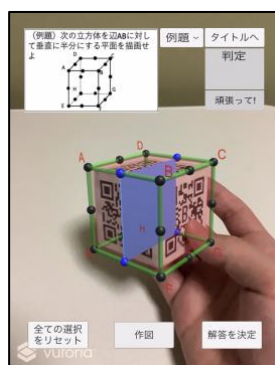 (例題)次の立方体を辺ABに対し
て垂直に半分にする平面を描画せ
よ
例題
タイトルへ
判定
頑張って!
D
A
H
E
G
A
D
C
B
H
全ての選択
をリセット
作図
解答を決定
vuforia